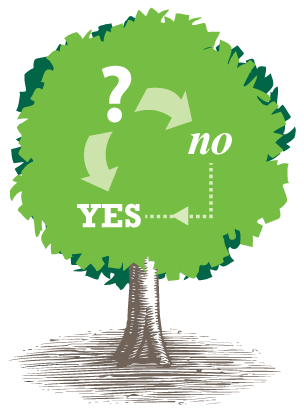 ?
no
YES